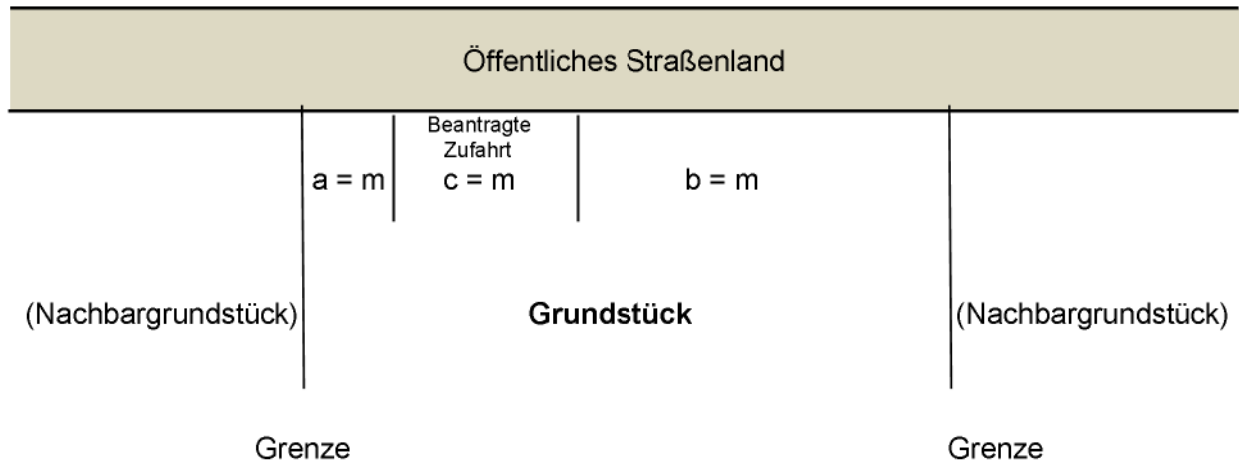 Öffentliches Straßenland
Beantragte
Zufahrt
a = m
c = m
b = m
(Nachbargrundstück)
Grundstück
(Nachbargrundstück)
Grenze
Grenze